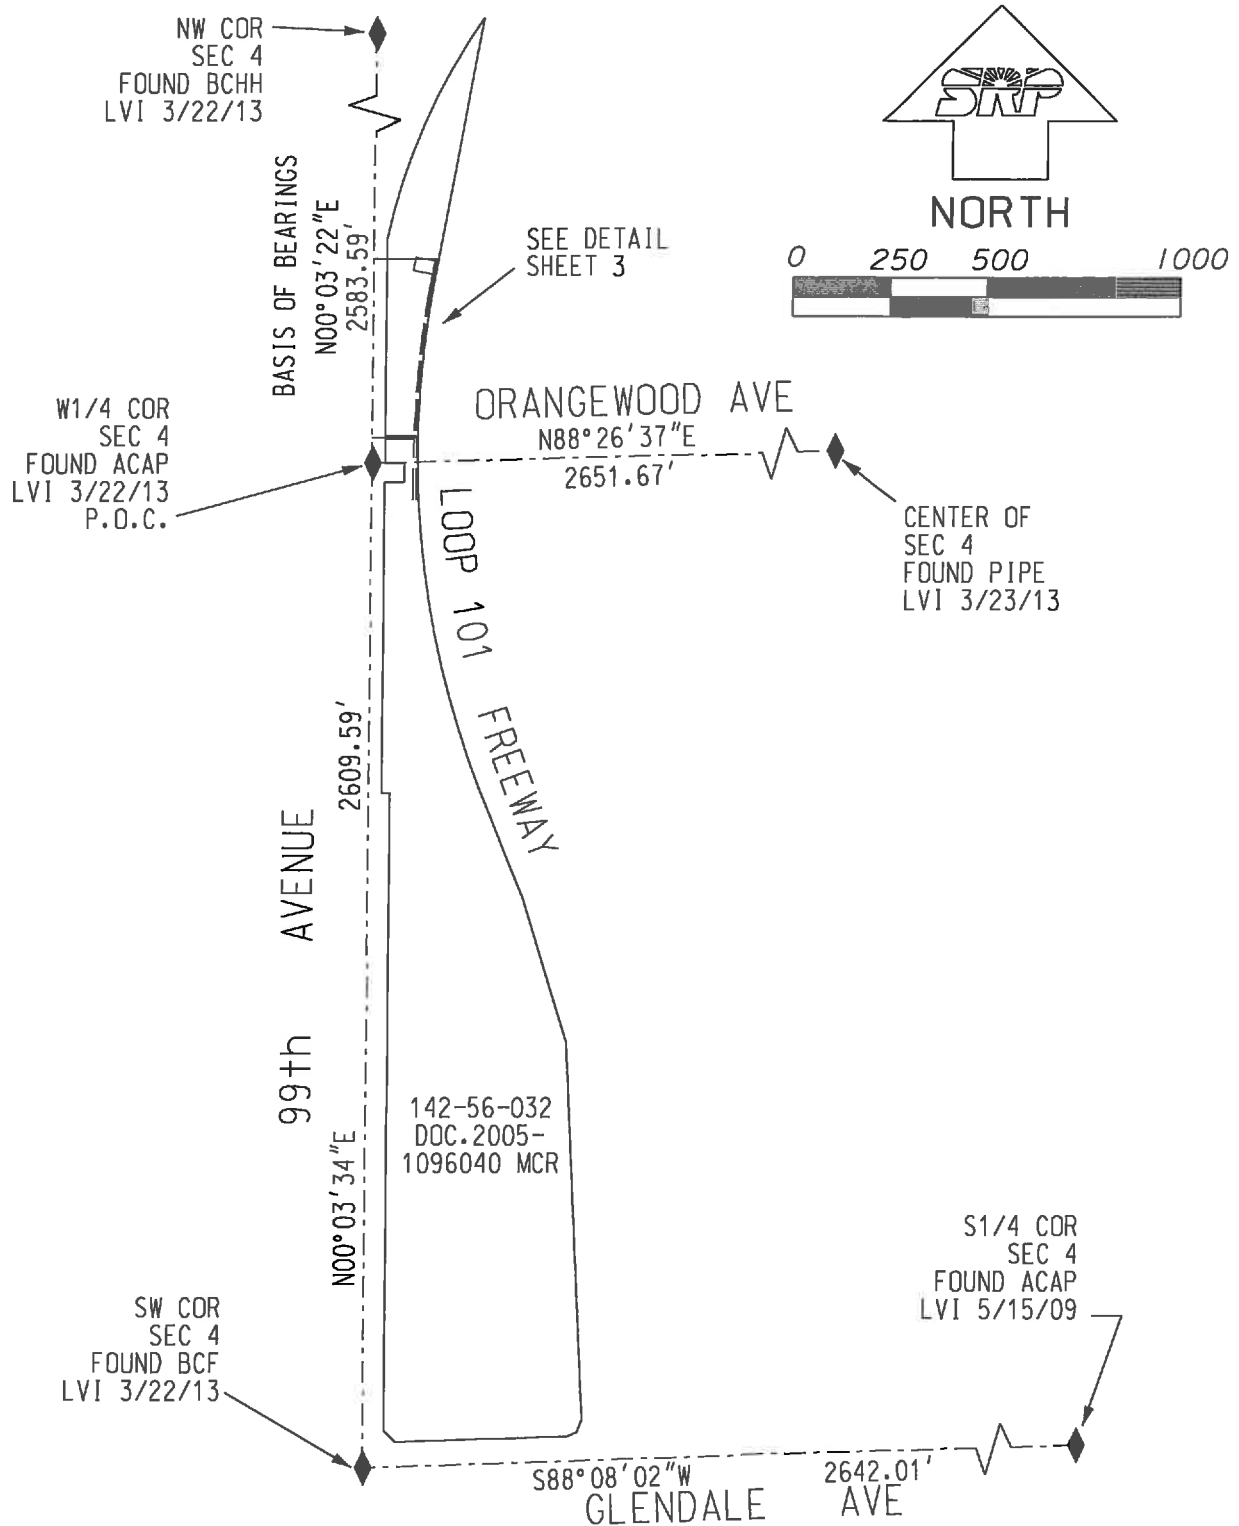 NW COR
SEC 4
FOUND BCHH
LVI 3/22/13
SRP
NORTH
0 250 500 1000
BASIS OF BEARINGS
N00°03'22"E
2583.59'
SEE DETAIL
SHEET 3
W1/4 COR
SEC 4
FOUND ACAP
LVI 3/22/13
P.O.C.
ORANGEWOOD AVE
N88°26'37"E
2651.67'
CENTER OF
SEC 4
FOUND PIPE
LVI 3/23/13
LOOP 101 FREEWAY
2609.59'
99th AVENUE
N00°03'34"E
142-56-032
DOC.2005-
1096040 MCR
S1/4 COR
SEC 4
FOUND ACAP
LVI 5/15/09
SW COR
SEC 4
FOUND BCF
LVI 3/22/13
S88°08'02"W 2642.01'
GLENDALE AVE